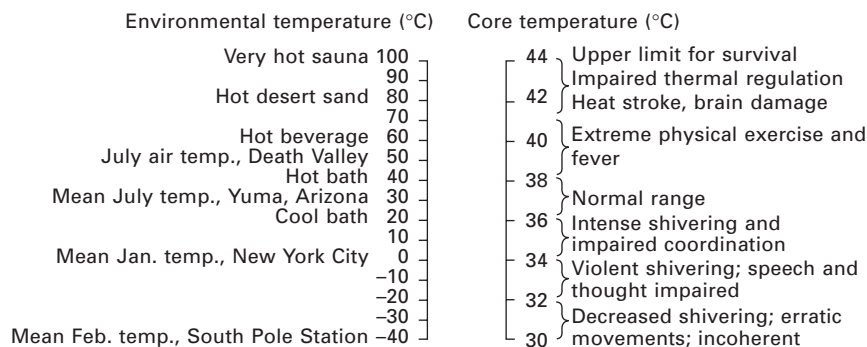 Environmental temperature (°C)
Core temperature (°C)
Very hot sauna 100
90
Hot desert sand 80
70
Hot beverage 60
July air temp., Death Valley 50
Hot bath 40
Mean July temp., Yuma, Arizona 30
Cool bath 20
10
Mean Jan. temp., New York City 0
–10
–20
–30
Mean Feb. temp., South Pole Station –40
44 Upper limit for survival
Impaired thermal regulation
42 Heat stroke, brain damage
40 Extreme physical exercise and
fever
38
Normal range
36 Intense shivering and
impaired coordination
34 Violent shivering; speech and
thought impaired
32
Decreased shivering; erratic
30 movements; incoherent